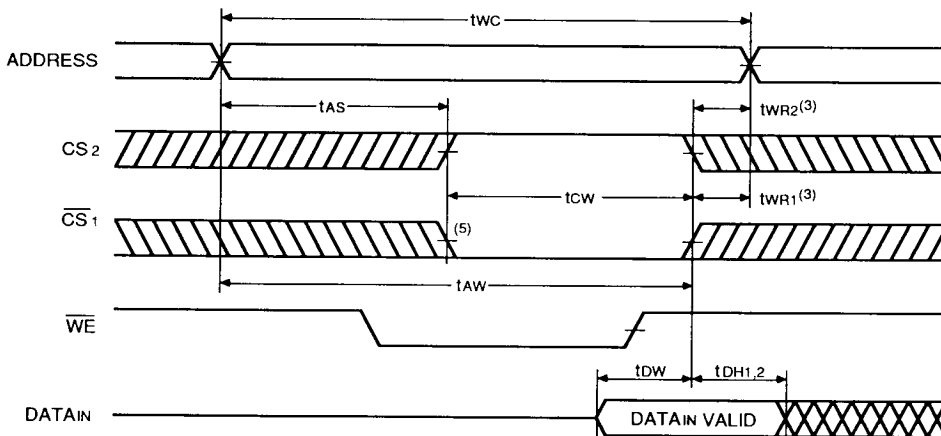 tWC
ADDRESS
tAS
tWR2(3)
CS2
tCW
tWR1(3)
CS1
(5)
tAW
WE
tDW
tDH1,2
DATAIN
DATAIN VALID